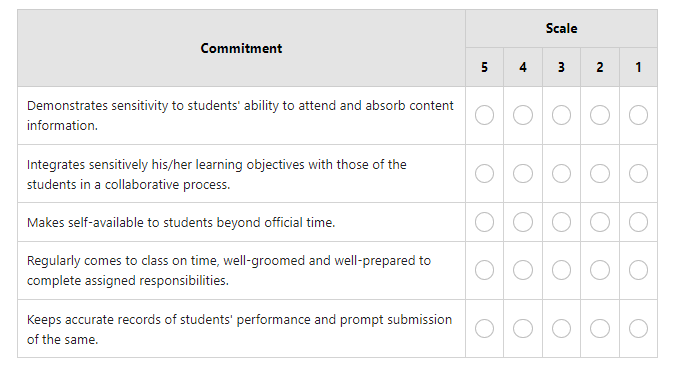 Commitment
Scale
5 4 3 2 1
Demonstrates sensitivity to students' ability to attend and absorb content
information.
Integrates sensitively his/her learning objectives with those of the
students in a collaborative process.
Makes self-available to students beyond official time.
Regularly comes to class on time, well-groomed and well-prepared to
complete assigned responsibilities.
Keeps accurate records of students' performance and prompt submission
of the same.